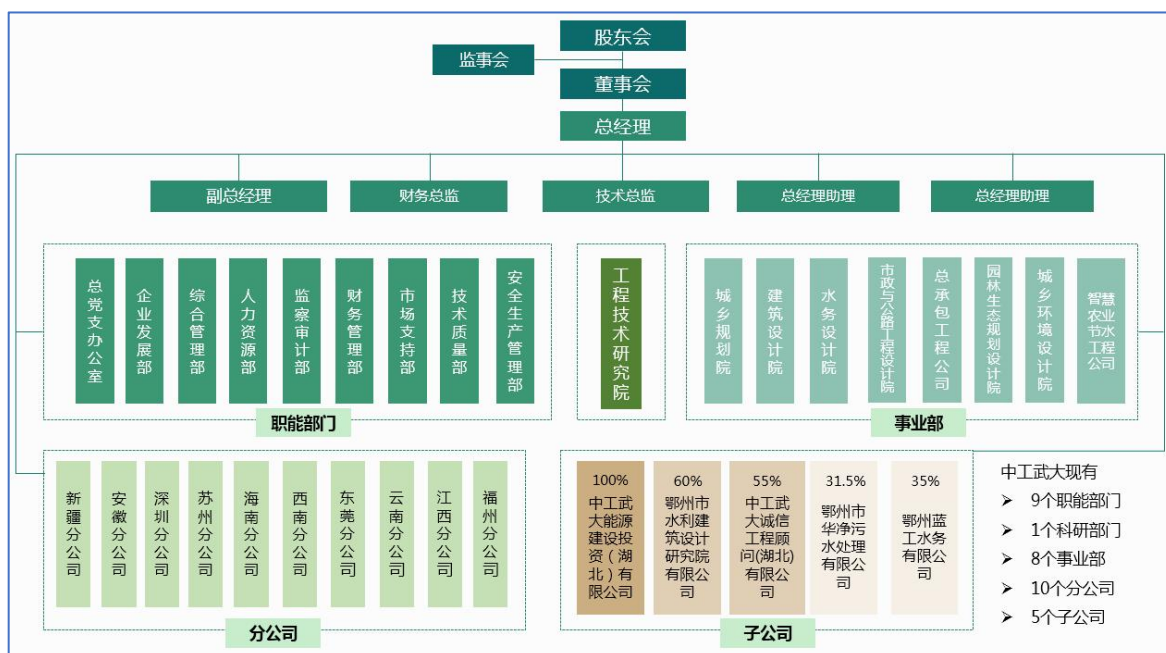 股东会
监事会
董事会
总经理
副总经理
财务总监
技术总监
总经理助理
总经理助理
总党支办公室
企业发展部
综合管理部
人力资源部
监察审计部
财务管理部
市场支持部
技术质量部
安全生产管理部
职能部门
工程技术研究院
城乡规划院
建筑设计院
水务设计院
市政与公路工程设计院
总承包工程公司
园林生态规划设计院
城乡环境设计院
智慧
农业
节水
工程
公司
事业部
新疆分公司
安徽分公司
深圳分公司
苏州分公司
海南分公司
西南分公司
东莞分公司
云南分公司
江西分公司
福州分公司
分公司
100%
中工武
大能源
建设投
资（湖
北）有
限公司
60%
鄂州市
水利建
筑设计
研究院
有限公
司
55%
中工武
大诚信
工程顾
问(湖北)
有限公
司
31.5%
鄂州市
华净污
水处理
有限公
司
35%
鄂州蓝
工水务
有限公
司
子公司
中工武大现有
➢ 9个职能部门
➢ 1个科研部门
➢ 8个事业部
➢ 10个分公司
➢ 5个子公司